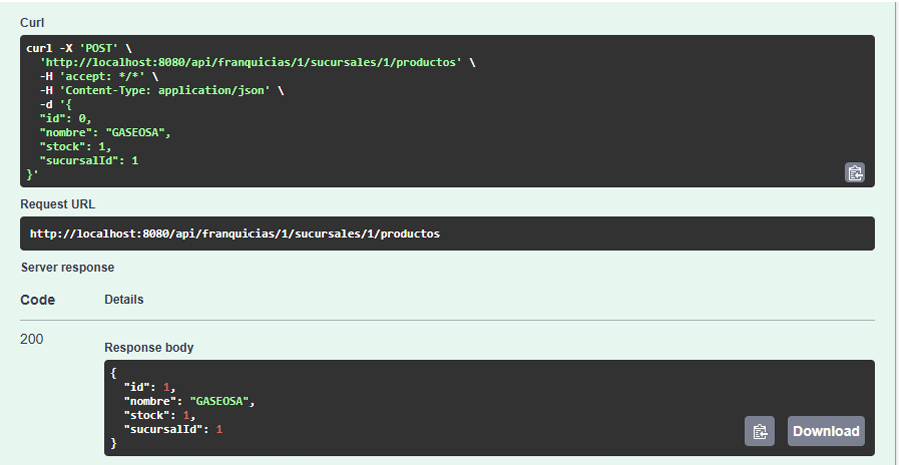 Curl
curl -X 'POST' \
  'http://localhost:8080/api/franquicias/1/sucursales/1/productos' \
  -H 'accept: */*' \
  -H 'Content-Type: application/json' \
  -d '{
  "id": 0,
  "nombre": "GASEOSA",
  "stock": 1,
  "sucursalId": 1
}'
Request URL
http://localhost:8080/api/franquicias/1/sucursales/1/productos
Server response
Code Details
200
Response body
{
  "id": 1,
  "nombre": "GASEOSA",
  "stock": 1,
  "sucursalId": 1
}
Download